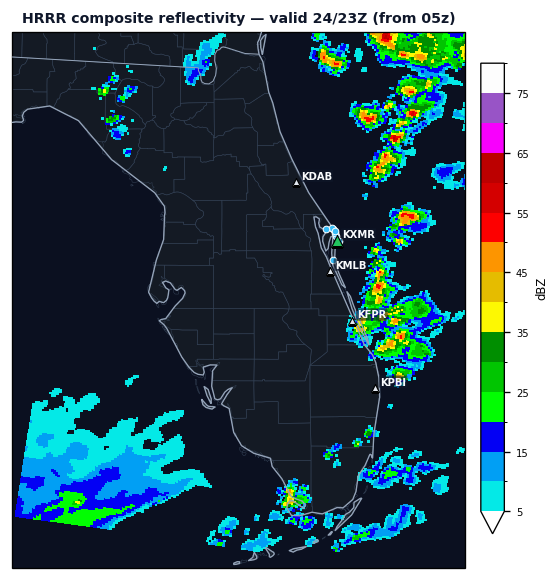 HRRR composite reflectivity — valid 24/23Z (from 05z)
KDAB
KXMR
KMLB
KFPR
KPBI
75
65
55
45
35
25
15
5
dBZ